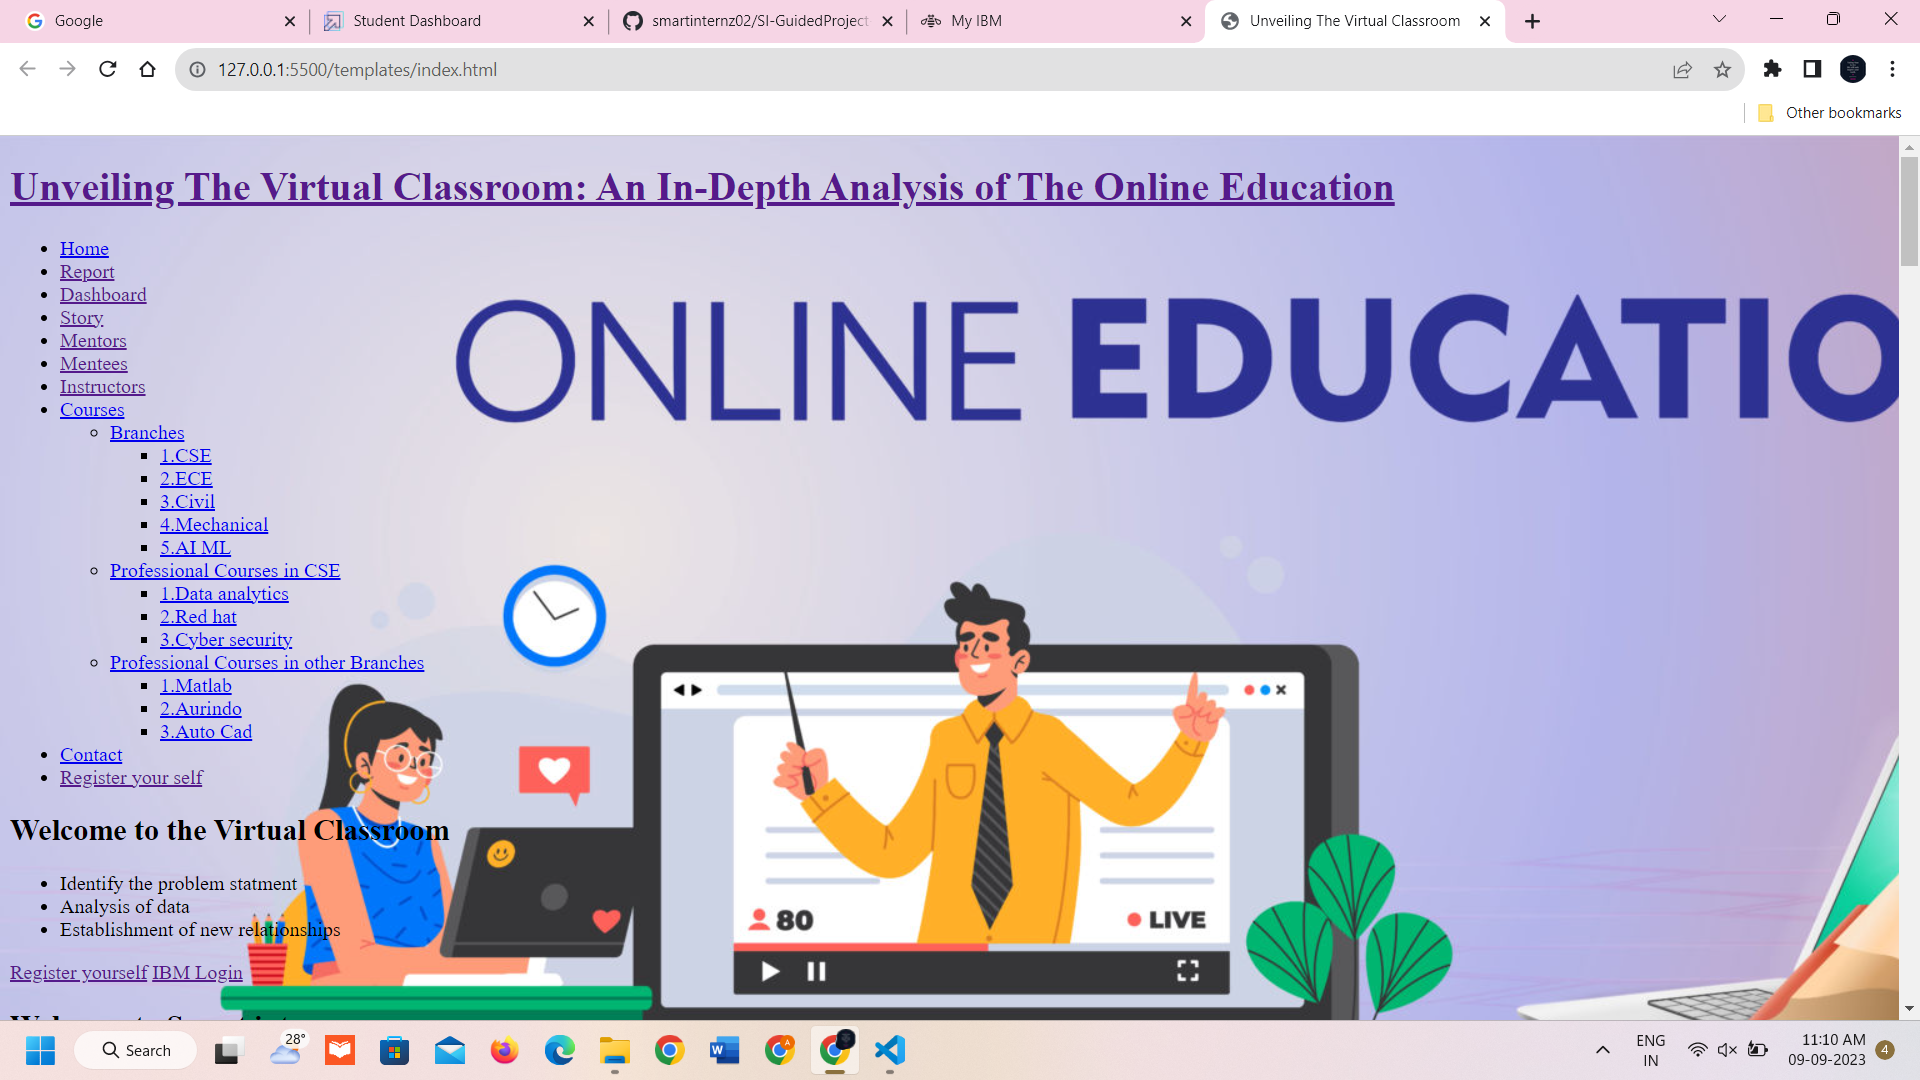 Google
Student Dashboard
smartinternz02/SI-GuidedProject-
My IBM
Unveiling The Virtual Classroom
127.0.0.1:5500/templates/index.html
Other bookmarks
Unveiling The Virtual Classroom: An In-Depth Analysis of The Online Education
Home
Report
Dashboard
Story
Mentors
Mentees
Instructors
Courses
Branches
1.CSE
2.ECE
3.Civil
4.Mechanical
5.AI ML
Professional Courses in CSE
1.Data analytics
2.Red hat
3.Cyber security
Professional Courses in other Branches
1.Matlab
2.Aurindo
3.Auto Cad
Contact
Register your self
ONLINE EDUCATIO
Welcome to the Virtual Classroom
Identify the problem statment
Analysis of data
Establishment of new relationships
Register yourself IBM Login
80
LIVE
28°
Search
ENG
IN
11:10 AM
09-09-2023
4